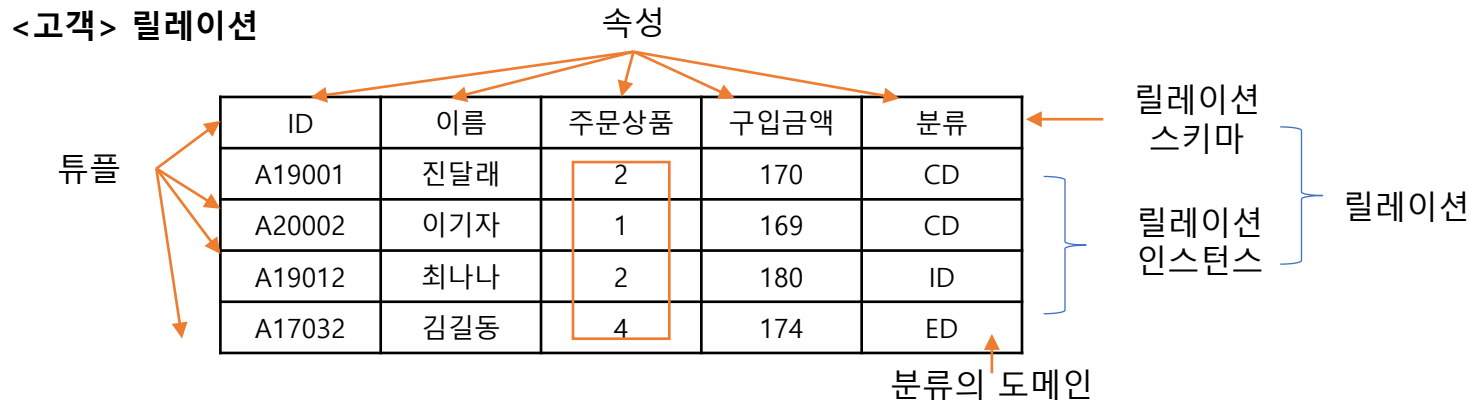 <고객> 릴레이션
속성
ID 이름 주문상품 구입금액 분류
릴레이션
스키마
튜플
A19001 진달래 2 170 CD
A20002 이기자 1 169 CD
A19012 최나나 2 180 ID
A17032 김길동 4 174 ED
릴레이션
인스턴스
릴레이션
분류의 도메인